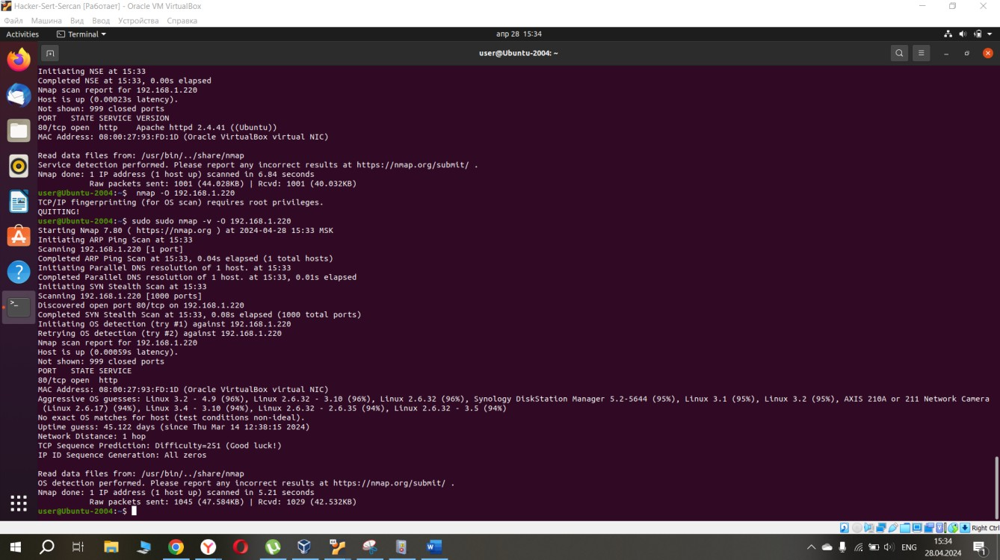 Hacker-Sert-Sercan [Работает] - Oracle VM VirtualBox
Файл Машина Вид Ввод Устройства Справка
Activities Terminal апр 28 15:34
user@Ubuntu-2004: ~
Initiating NSE at 15:33
Completed NSE at 15:33, 0.00s elapsed
Nmap scan report for 192.168.1.220
Host is up (0.00023s latency).
Not shown: 999 closed ports
PORT   STATE SERVICE VERSION
80/tcp open  http    Apache httpd 2.4.41 ((Ubuntu))
MAC Address: 08:00:27:93:FD:1D (Oracle VirtualBox virtual NIC)
Read data files from: /usr/bin/../share/nmap
Service detection performed. Please report any incorrect results at https://nmap.org/submit/ .
Nmap done: 1 IP address (1 host up) scanned in 6.84 seconds
           Raw packets sent: 1001 (44.028KB) | Rcvd: 1001 (40.032KB)
user@Ubuntu-2004:~$  nmap -O 192.168.1.220
TCP/IP fingerprinting (for OS scan) requires root privileges.
QUITTING!
user@Ubuntu-2004:~$ sudo sudo nmap -v -O 192.168.1.220
Starting Nmap 7.80 ( https://nmap.org ) at 2024-04-28 15:33 MSK
Initiating ARP Ping Scan at 15:33
Scanning 192.168.1.220 [1 port]
Completed ARP Ping Scan at 15:33, 0.04s elapsed (1 total hosts)
Initiating Parallel DNS resolution of 1 host. at 15:33
Completed Parallel DNS resolution of 1 host. at 15:33, 0.01s elapsed
Initiating SYN Stealth Scan at 15:33
Scanning 192.168.1.220 [1000 ports]
Discovered open port 80/tcp on 192.168.1.220
Completed SYN Stealth Scan at 15:33, 0.08s elapsed (1000 total ports)
Initiating OS detection (try #1) against 192.168.1.220
Retrying OS detection (try #2) against 192.168.1.220
Nmap scan report for 192.168.1.220
Host is up (0.00059s latency).
Not shown: 999 closed ports
PORT   STATE SERVICE
80/tcp open  http
MAC Address: 08:00:27:93:FD:1D (Oracle VirtualBox virtual NIC)
Aggressive OS guesses: Linux 3.2 - 4.9 (96%), Linux 2.6.32 - 3.10 (96%), Linux 2.6.32 (96%), Synology DiskStation Manager 5.2-5644 (95%), Linux 3.1 (95%), Linux 3.2 (95%), AXIS 210A or 211 Network Camera
 (Linux 2.6.17) (94%), Linux 3.4 - 3.10 (94%), Linux 2.6.32 - 2.6.35 (94%), Linux 2.6.32 - 3.5 (94%)
No exact OS matches for host (test conditions non-ideal).
Uptime guess: 45.122 days (since Thu Mar 14 12:38:15 2024)
Network Distance: 1 hop
TCP Sequence Prediction: Difficulty=251 (Good luck!)
IP ID Sequence Generation: All zeros
Read data files from: /usr/bin/../share/nmap
OS detection performed. Please report any incorrect results at https://nmap.org/submit/ .
Nmap done: 1 IP address (1 host up) scanned in 5.21 seconds
           Raw packets sent: 1045 (47.584KB) | Rcvd: 1029 (42.532KB)
user@Ubuntu-2004:~$
Right Ctrl
ENG 15:34
28.04.2024 1